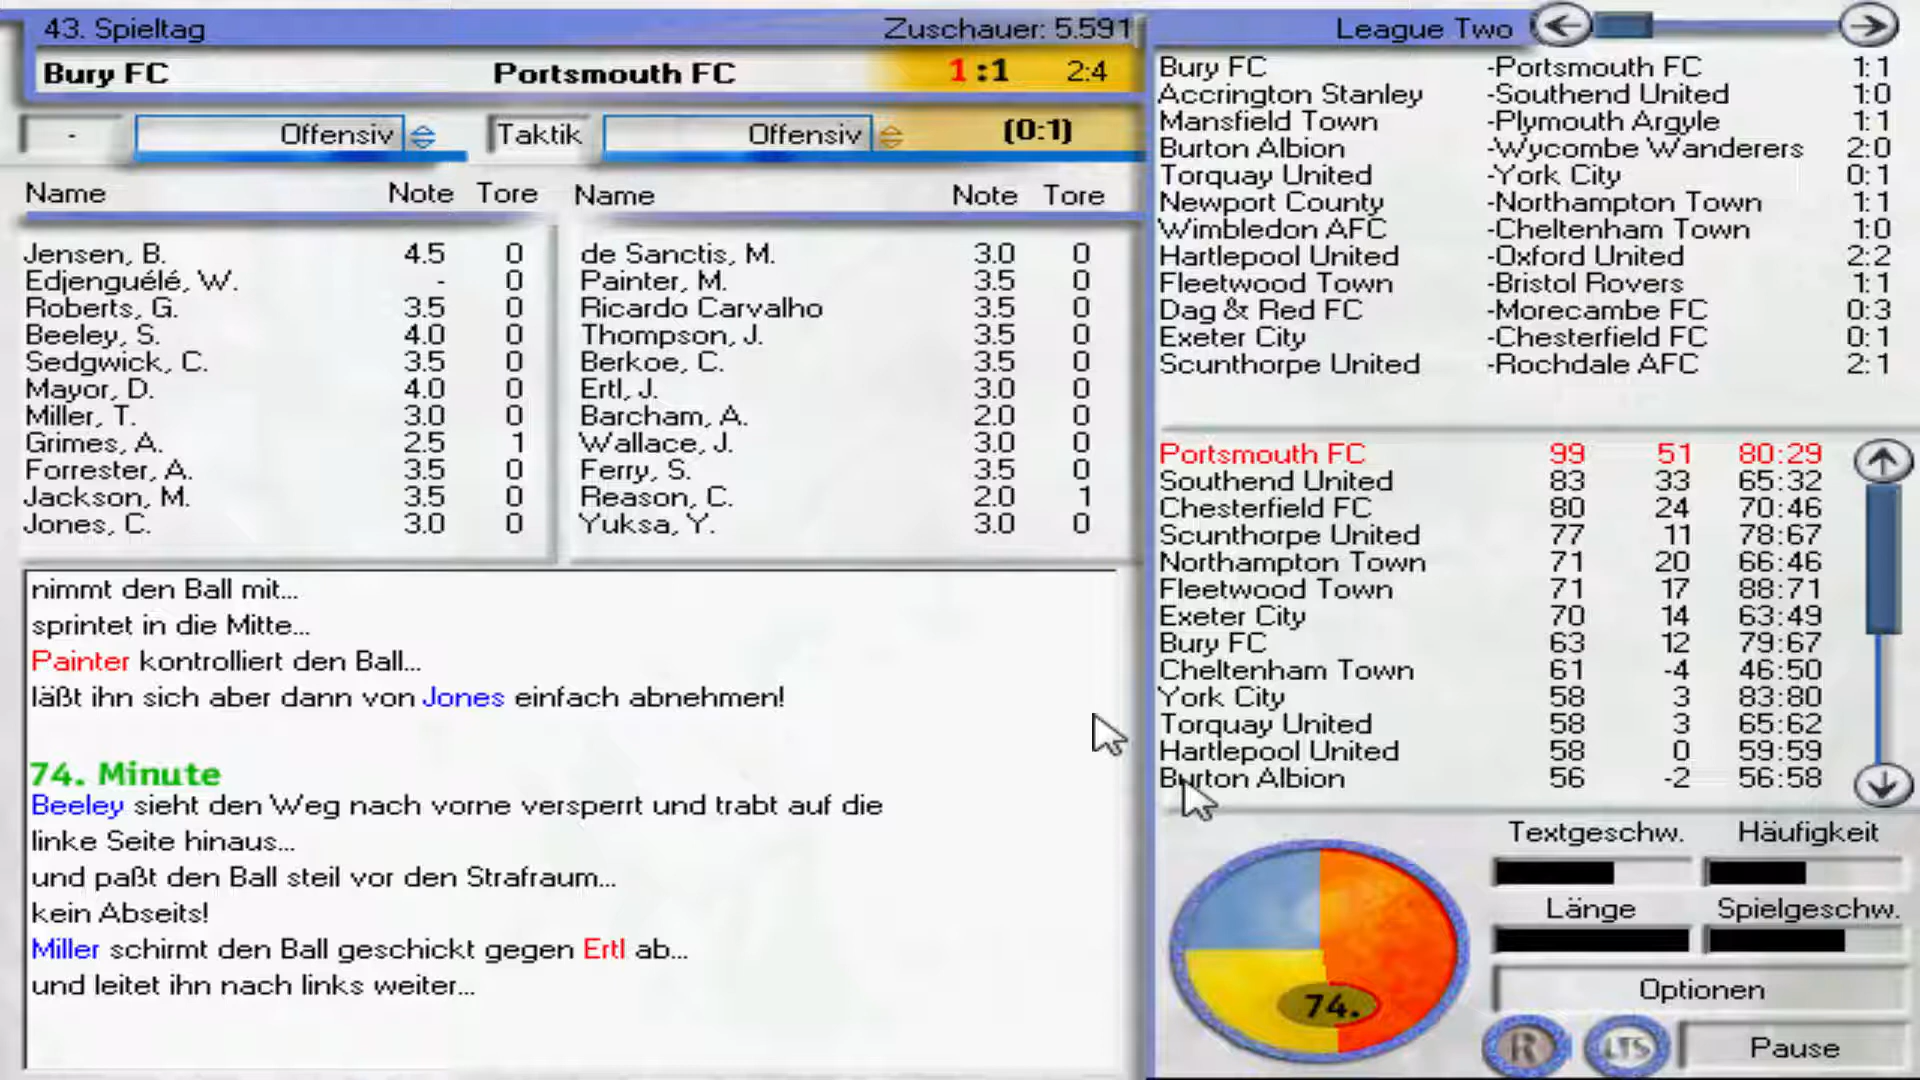 43. Spieltag Zuschauer: 5.591
Bury FC Portsmouth FC 1:1 2:4
- Offensiv Taktik Offensiv (0:1)
Name Note Tore Name Note Tore
Jensen, B. 4.5 0 de Sanctis, M. 3.0 0
Edjenguélé, W. - 0 Painter, M. 3.5 0
Roberts, G. 3.5 0 Ricardo Carvalho 3.5 0
Beeley, S. 4.0 0 Thompson, J. 3.5 0
Sedgwick, C. 3.5 0 Berkoe, C. 3.5 0
Mayor, D. 4.0 0 Ertl, J. 3.0 0
Miller, T. 3.0 0 Barcham, A. 2.0 0
Grimes, A. 2.5 1 Wallace, J. 3.0 0
Forrester, A. 3.5 0 Ferry, S. 3.5 0
Jackson, M. 3.5 0 Reason, C. 2.0 1
Jones, C. 3.0 0 Yuksa, Y. 3.0 0
nimmt den Ball mit...
sprintet in die Mitte...
Painter kontrolliert den Ball...
läßt ihn sich aber dann von Jones einfach abnehmen!
74. Minute
Beeley sieht den Weg nach vorne versperrt und trabt auf die
linke Seite hinaus...
und paßt den Ball steil vor den Strafraum...
kein Abseits!
Miller schirmt den Ball geschickt gegen Ertl ab...
und leitet ihn nach links weiter...
League Two
Bury FC -Portsmouth FC 1:1
Accrington Stanley -Southend United 1:0
Mansfield Town -Plymouth Argyle 1:1
Burton Albion -Wycombe Wanderers 2:0
Torquay United -York City 0:1
Newport County -Northampton Town 1:1
Wimbledon AFC -Cheltenham Town 1:0
Hartlepool United -Oxford United 2:2
Fleetwood Town -Bristol Rovers 1:1
Dag & Red FC -Morecambe FC 0:3
Exeter City -Chesterfield FC 0:1
Scunthorpe United -Rochdale AFC 2:1
Portsmouth FC 99 51 80:29
Southend United 83 33 65:32
Chesterfield FC 80 24 70:46
Scunthorpe United 77 11 78:67
Northampton Town 71 20 66:46
Fleetwood Town 71 17 88:71
Exeter City 70 14 63:49
Bury FC 63 12 79:67
Cheltenham Town 61 -4 46:50
York City 58 3 83:80
Torquay United 58 3 65:62
Hartlepool United 58 0 59:59
Burton Albion 56 -2 56:58
Textgeschw. Häufigkeit
Länge Spielgeschw.
74.
Optionen
R LTS Pause